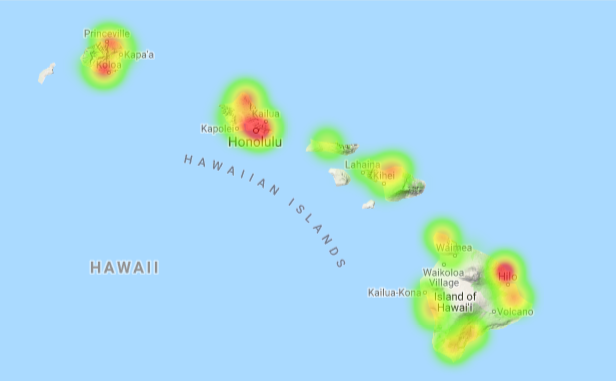 Princeville
Kapa'a
Koloa
Kailua
Kapolei
Honolulu
Lahaina
Kihei
HAWAIIAN ISLANDS
Waimea
HAWAII
Waikoloa
Village
Hilo
Kailua-Kona
Island of
Hawai'i
Volcano